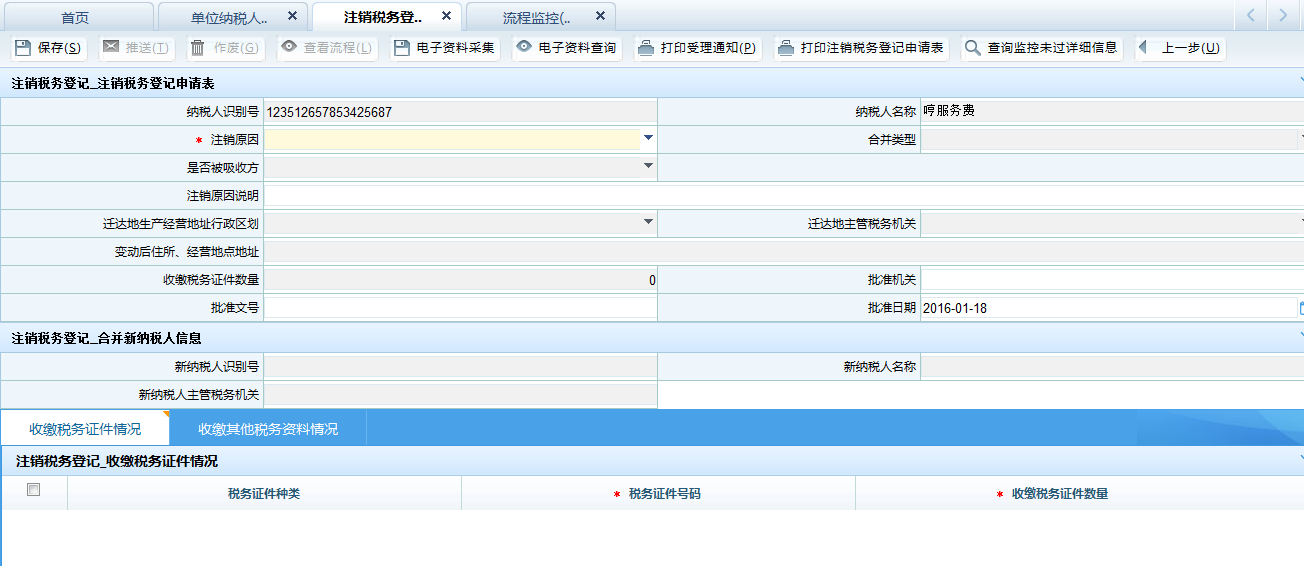 首页 单位纳税人.. 注销税务登.. 流程监控(..
保存(S) 推送(T) 作废(G) 查看流程(L) 电子资料采集 电子资料查询 打印受理通知(P) 打印注销税务登记申请表 查询监控未过详细信息 上一步(U)
注销税务登记_注销税务登记申请表
纳税人识别号 123512657853425687 纳税人名称 哼服务费
* 注销原因 合并类型
是否被吸收方
注销原因说明
迁达地生产经营地址行政区划 迁达地主管税务机关
变动后住所、经营地点地址
收缴税务证件数量 0 批准机关
批准文号 批准日期 2016-01-18
注销税务登记_合并新纳税人信息
新纳税人识别号 新纳税人名称
新纳税人主管税务机关
收缴税务证件情况 收缴其他税务资料情况
注销税务登记_收缴税务证件情况
税务证件种类 * 税务证件号码 * 收缴税务证件数量